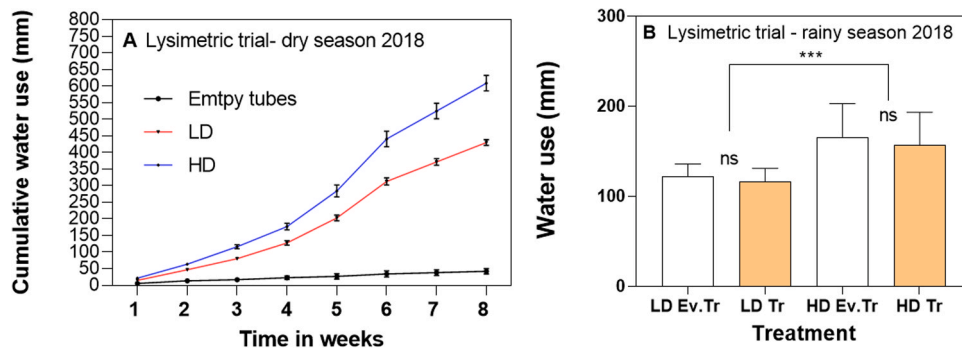 A Lysimetric trial- dry season 2018
Cumulative water use (mm)
800
750
700
650
600
550
500
450
400
350
300
250
200
150
100
50
0
Emtpy tubes
LD
HD
1 2 3 4 5 6 7 8
Time in weeks
B Lysimetric trial - rainy season 2018
Water use (mm)
300
200
100
0
***
ns
ns
LD Ev.Tr LD Tr HD Ev.Tr HD Tr
Treatment